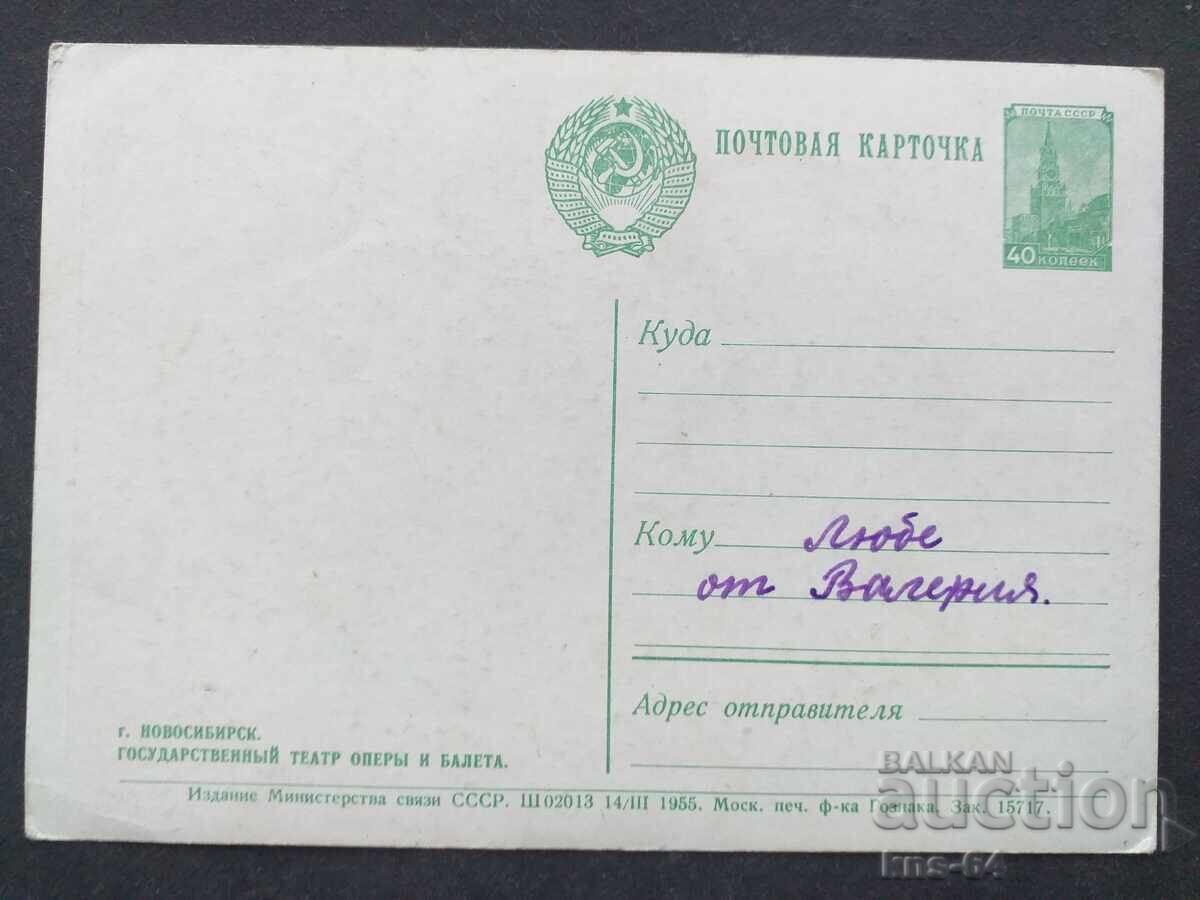 ПОЧТОВАЯ КАРТОЧКА
ПОЧТА СССР
40 КОПЕЕК
Куда
Кому Любе
от Валерия.
Адрес отправителя
г. НОВОСИБИРСК.
ГОСУДАРСТВЕННЫЙ ТЕАТР ОПЕРЫ И БАЛЕТА.
Издание Министерства связи СССР. Ш02013 14/III 1955. Моск. печ. ф-ка Гознака. Зак. 15717.
BALKAN
auction
kns-64